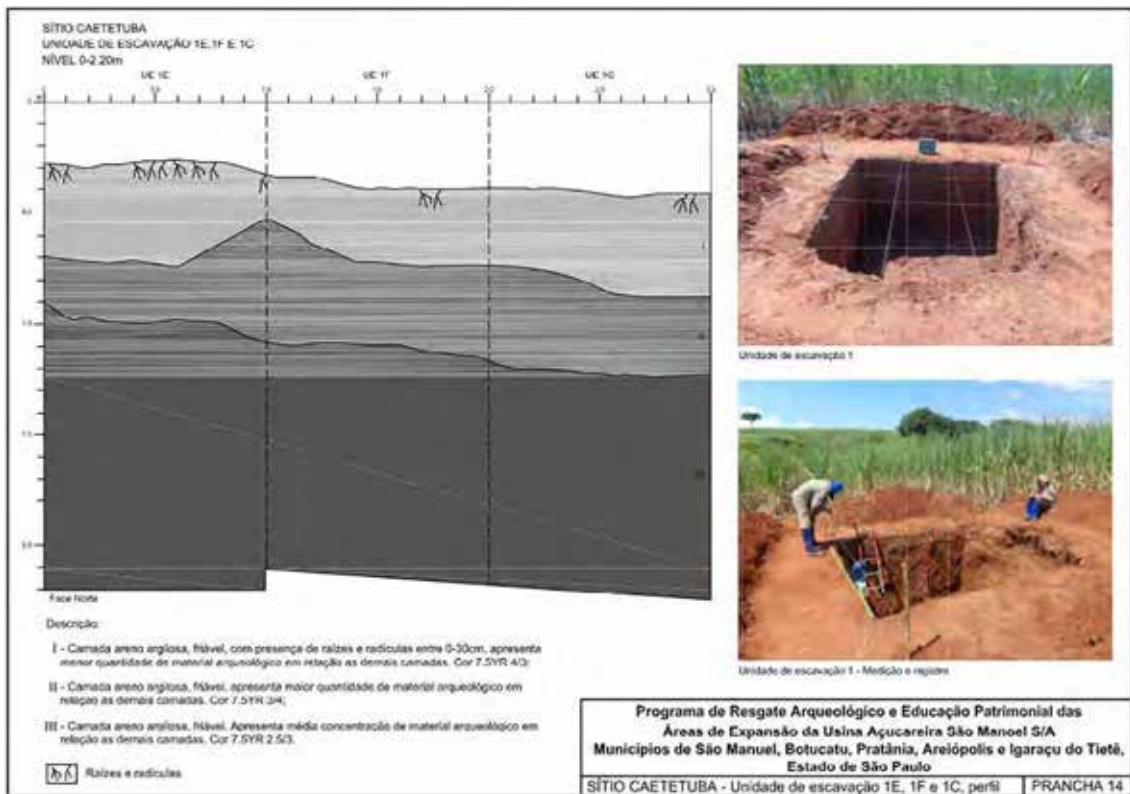 SÍTIO CAETETUBA
UNIDADE DE ESCAVAÇÃO 1E,1F E 1C
NÍVEL 0-2.20m
UE 1E
UE 1F
Face Norte
Descrição:
I - Camada areno argilosa, friável, com presença de raízes e radículas entre 0-30cm, apresenta
menor quantidade de material arqueológico em relação as demais camadas. Cor 7.5YR 4/3;
II - Camada areno argilosa, friável, apresenta maior quantidade de material arqueológico em
relação as demais camadas. Cor 7.5YR 3/4;
III - Camada areno argilosa, friável. Apresenta média concentração de material arqueológico em
relação as demais camadas. Cor 7.5YR 2.5/3.
Raízes e radículas
Unidade de escavação 1
Unidade de escavação 1 - Medição e registro
Programa de Resgate Arqueológico e Educação Patrimonial das
Áreas de Expansão da Usina Açucareira São Manoel S/A
Municípios de São Manuel, Botucatu, Pratânia, Areiópolis e Igaraçu do Tietê,
Estado de São Paulo
SÍTIO CAETETUBA - Unidade de escavação 1E, 1F e 1C, perfil
PRANCHA 14